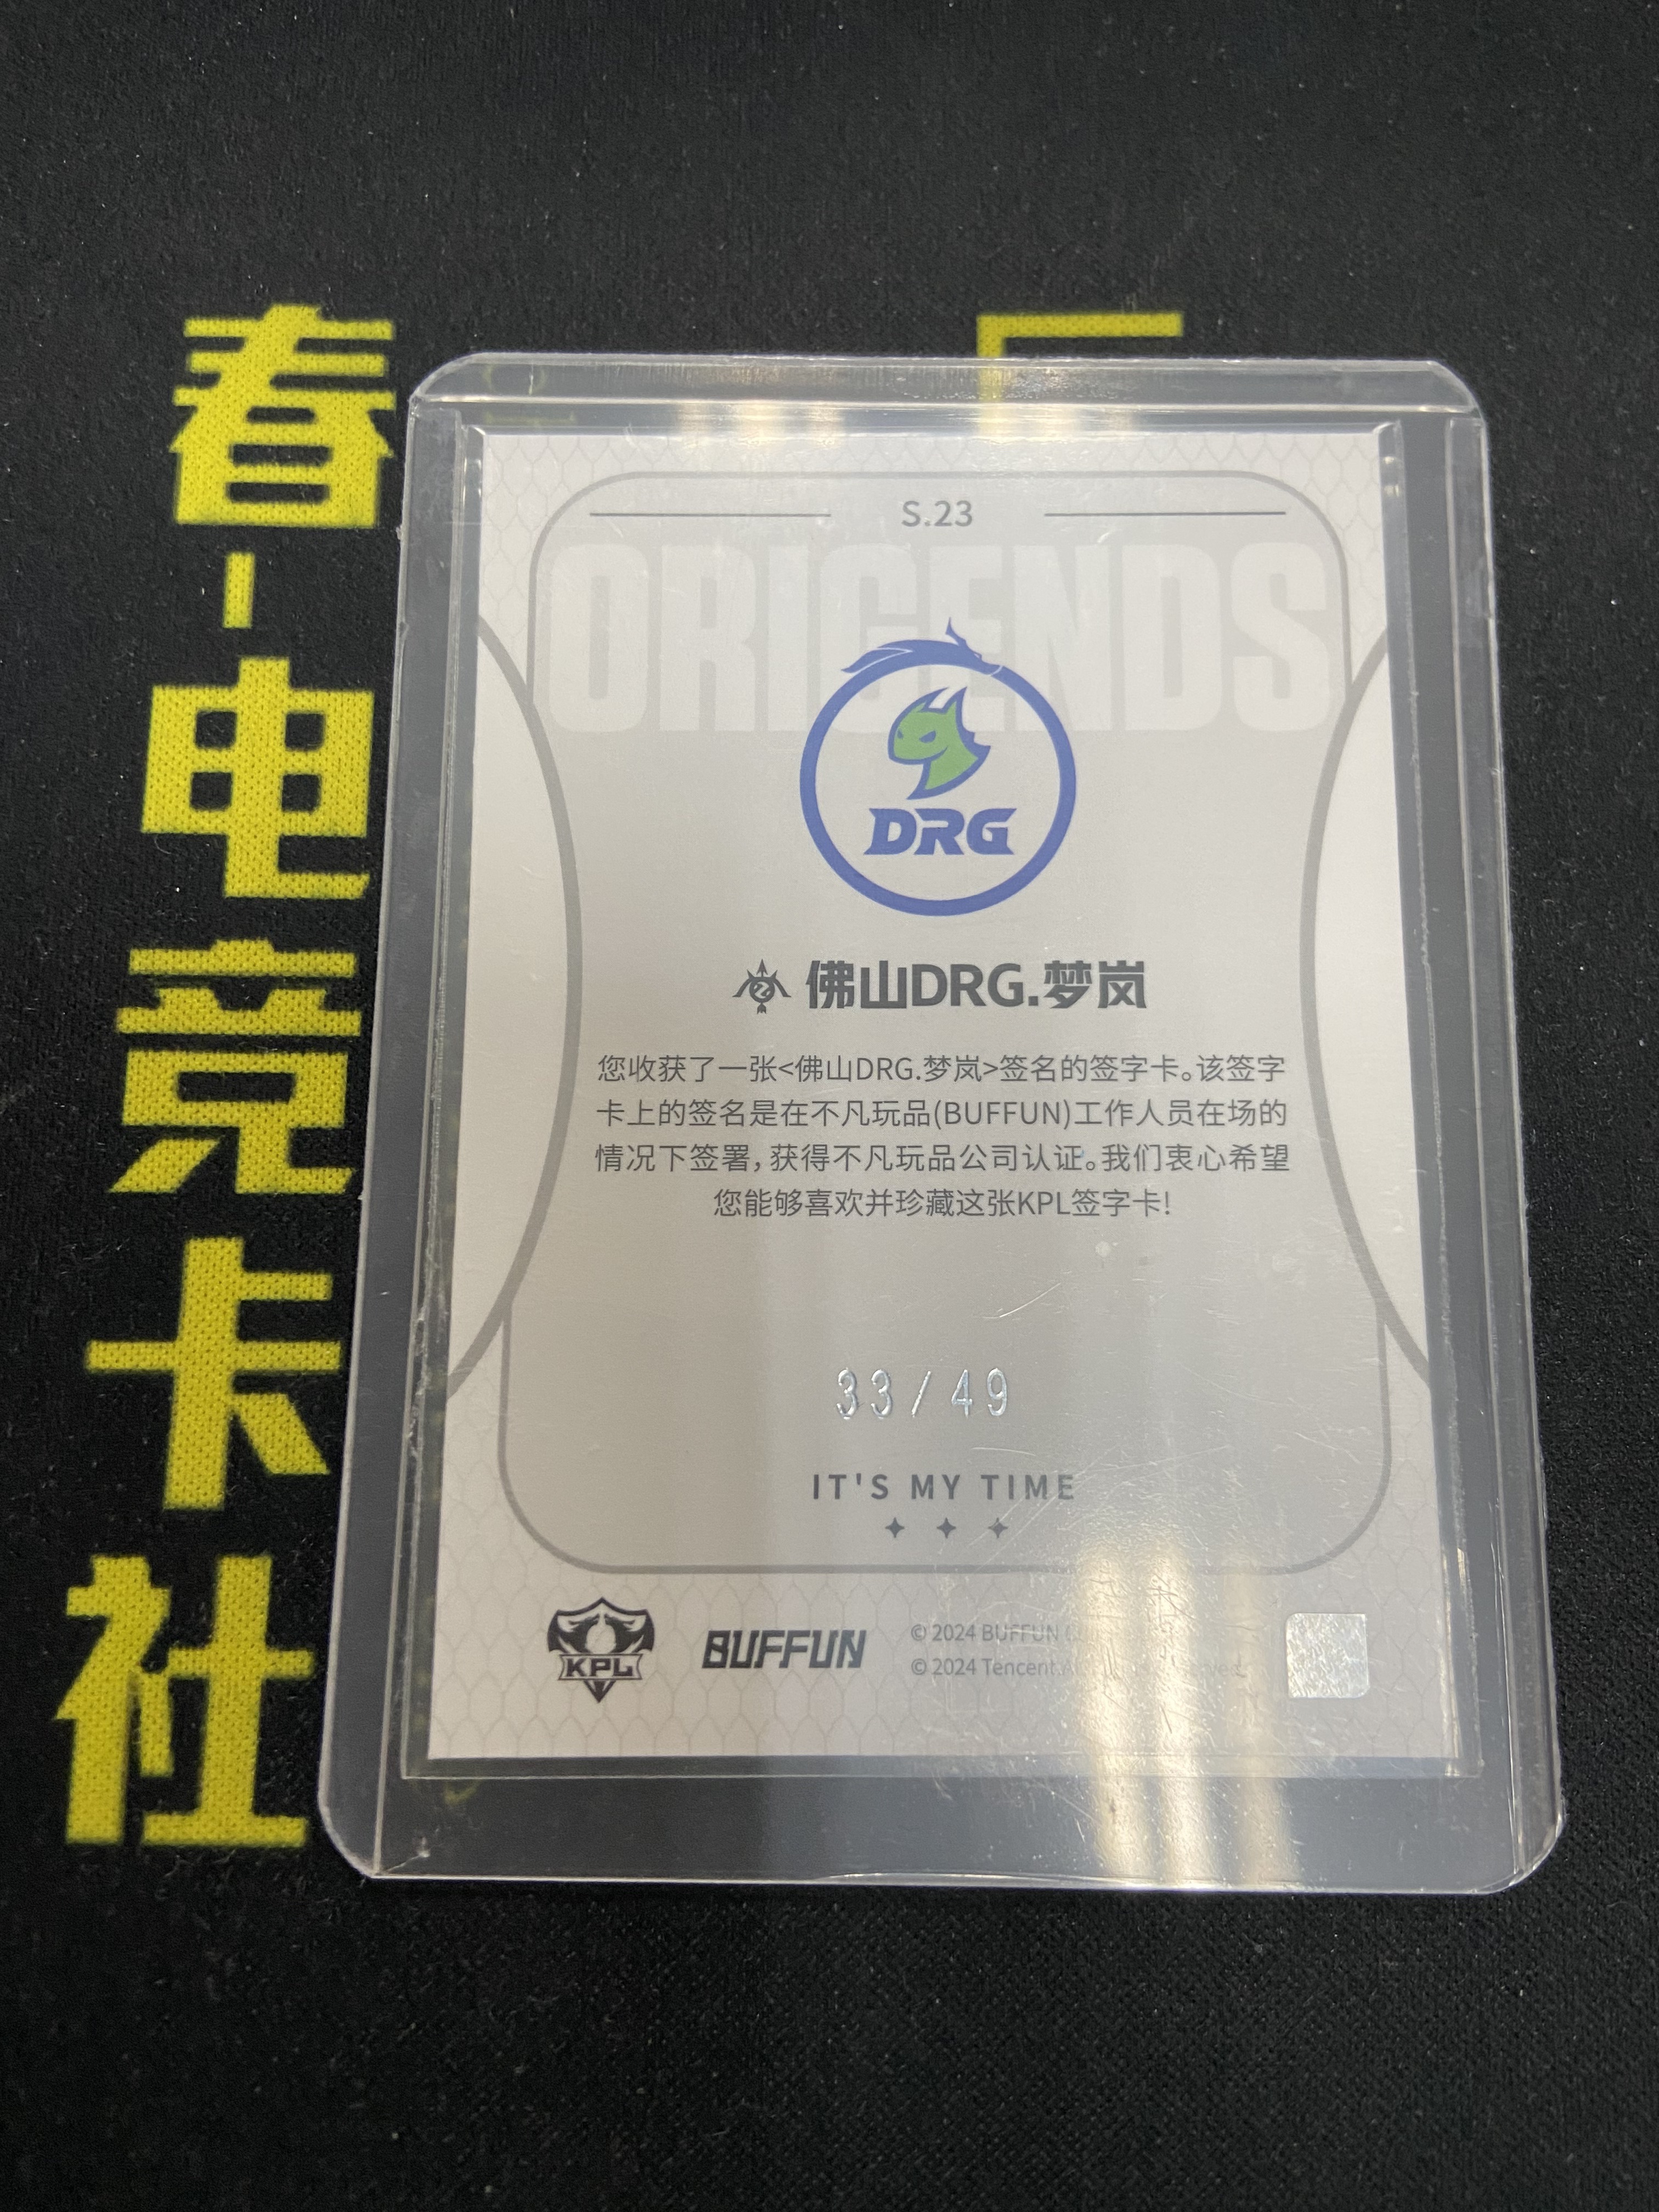 春-电竞卡社
S.23
ORIGENDS
DRG
佛山DRG.梦岚
您收获了一张<佛山DRG.梦岚>签名的签字卡。该签字
卡上的签名是在不凡玩品(BUFFUN)工作人员在场的
情况下签署,获得不凡玩品公司认证。我们衷心希望
您能够喜欢并珍藏这张KPL签字卡!
33/49
IT'S MY TIME
KPL
BUFFUN
© 2024 BUFFUN
© 2024 Tencent.